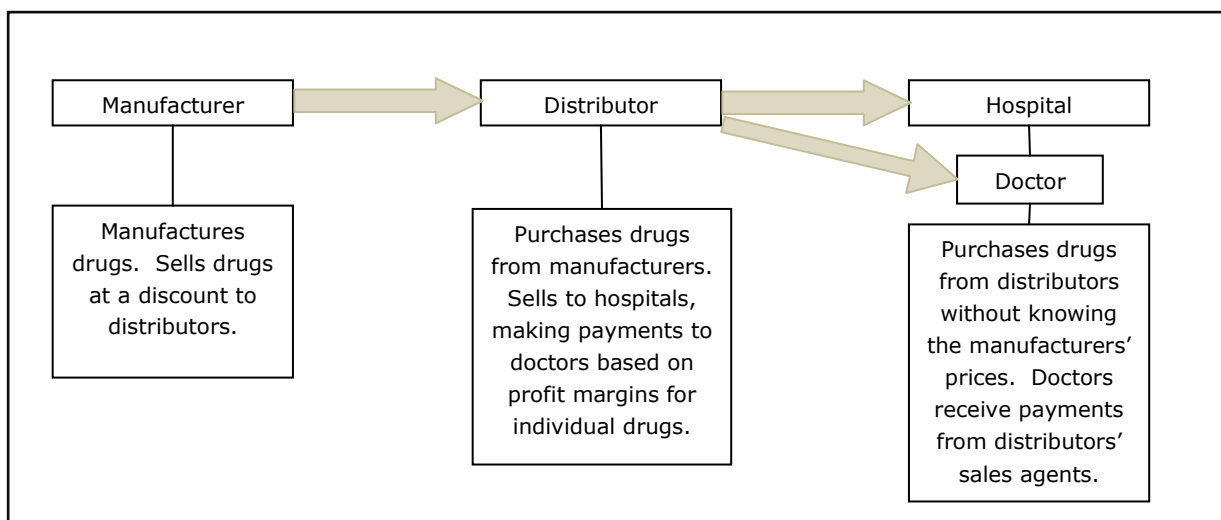 Manufacturer
Distributor
Hospital
Doctor
Manufactures
drugs.  Sells drugs
at a discount to
distributors.
Purchases drugs
from manufacturers.
Sells to hospitals,
making payments to
doctors based on
profit margins for
individual drugs.
Purchases drugs
from distributors
without knowing
the manufacturers’
prices.  Doctors
receive payments
from distributors’
sales agents.